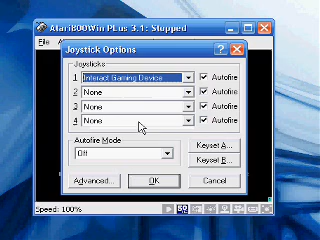 Atari800Win PLus 3.1: Stopped
File
Joystick Options
Joysticks
1 Interact Gaming Device Autofire
2 None Autofire
3 None Autofire
4 None Autofire
Autofire Mode
Off
Keyset A...
Keyset B...
Advanced... OK Cancel
Speed: 100%